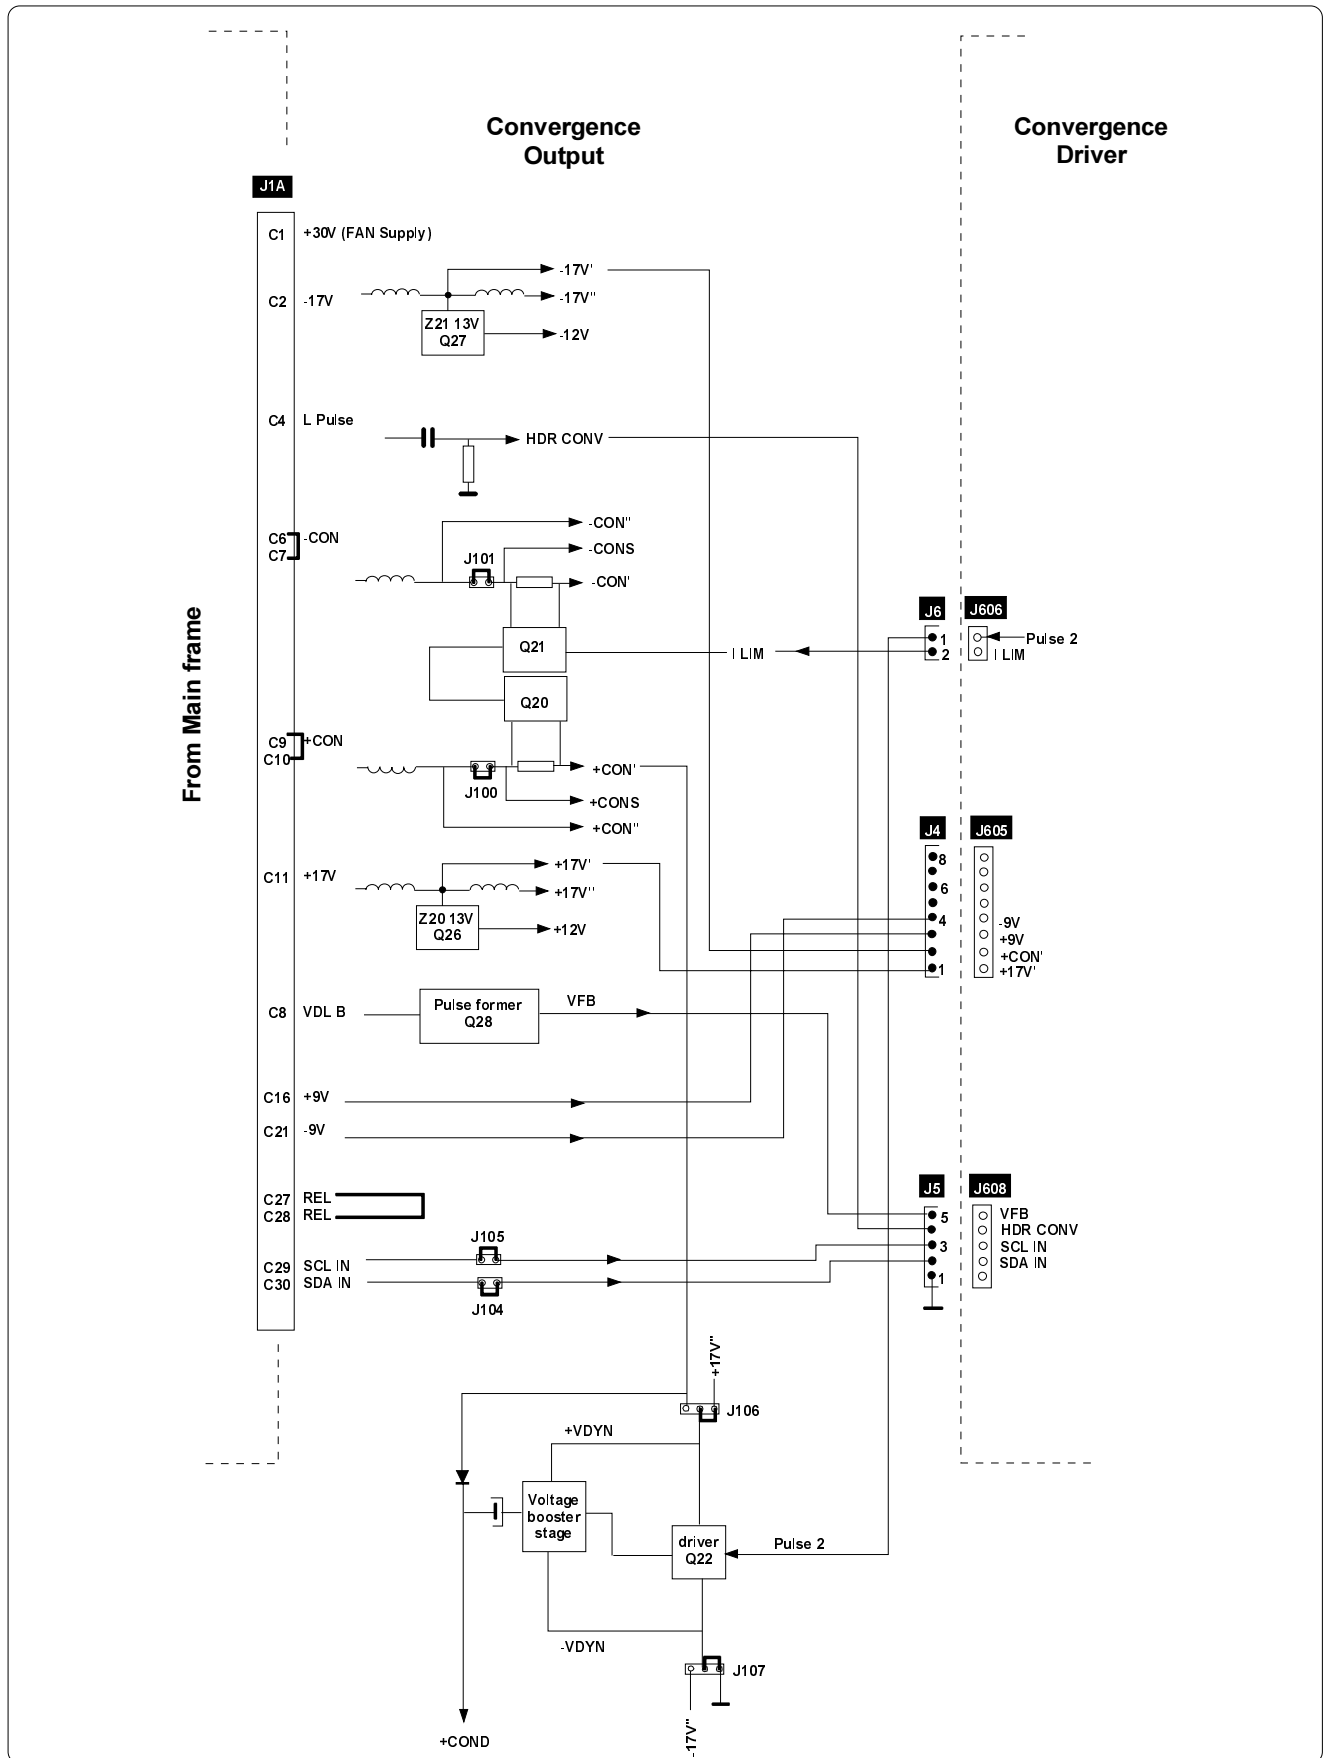 Convergence
Output
Convergence
Driver
J1A
C1 +30V (FAN Supply)
-17V'
C2 -17V
-17V"
Z21 13V
Q27
-12V
C4 L Pulse
HDR CONV
-CON"
C6 -CON
C7
-CONS
J101
-CON'
From Main frame
J6 J606
Q21
1 Pulse 2
I LIM
2 I LIM
Q20
C9 +CON
C10
+CON'
J100
+CONS
+CON"
J4 J605
8
+17V'
C11 +17V
6
+17V"
Z20 13V
Q26
+12V
4 -9V
+9V
+CON'
1 +17V'
C8 VDL B
Pulse former
Q28
VFB
C16 +9V
C21 -9V
J5 J608
C27 REL
C28 REL
5 VFB
HDR CONV
J105
3 SCL IN
C29 SCL IN
SDA IN
C30 SDA IN
1
J104
+17V"
J106
+VDYN
Voltage
booster
stage
driver
Q22
Pulse 2
-VDYN
J107
-17V"
+COND